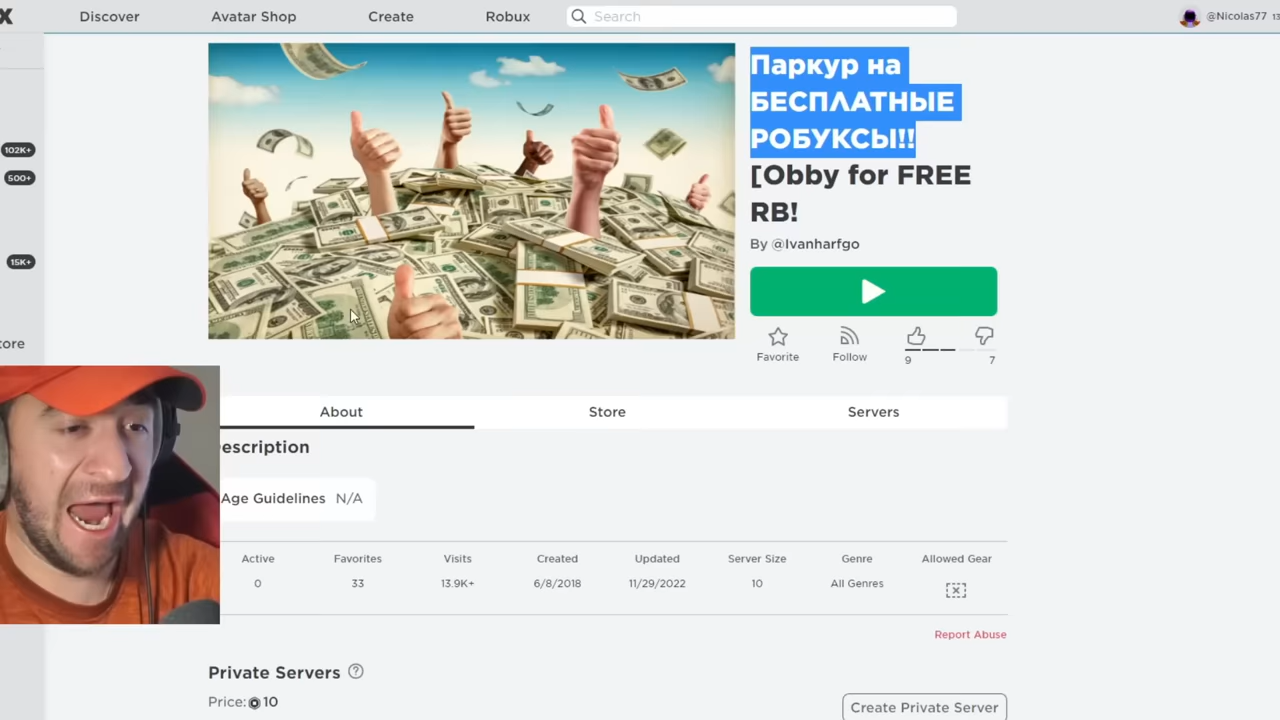 X Discover Avatar Shop Create Robux Search @Nicolas77 13
102K+
500+
15K+
tore
Паркур на
БЕСПЛАТНЫЕ
РОБУКСЫ!!
[Obby for FREE
RB!
By @Ivanharfgo
Favorite Follow 9 7
About Store Servers
escription
Age Guidelines N/A
Active Favorites Visits Created Updated Server Size Genre Allowed Gear
0 33 13.9K+ 6/8/2018 11/29/2022 10 All Genres
Report Abuse
Private Servers ?
Price: 10
Create Private Server